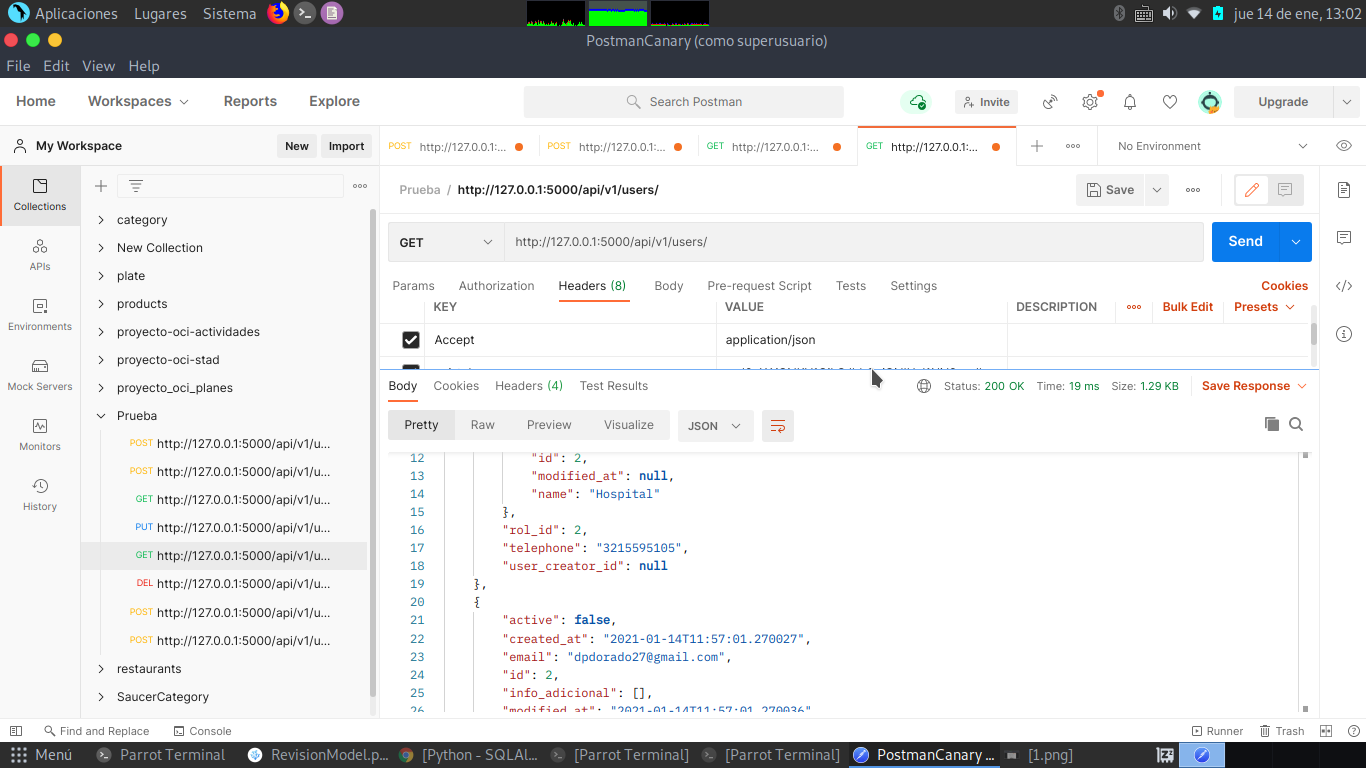 Aplicaciones Lugares Sistema jue 14 de ene, 13:02
PostmanCanary (como superusuario)
File Edit View Help
Home Workspaces Reports Explore Search Postman Invite Upgrade
My Workspace New Import POST http://127.0.0.1:... POST http://127.0.0.1:... GET http://127.0.0.1:... GET http://127.0.0.1:... No Environment
Prueba / http://127.0.0.1:5000/api/v1/users/ Save
GET http://127.0.0.1:5000/api/v1/users/ Send
Params Authorization Headers (8) Body Pre-request Script Tests Settings Cookies
KEY VALUE DESCRIPTION Bulk Edit Presets
Accept application/json
Body Cookies Headers (4) Test Results Status: 200 OK Time: 19 ms Size: 1.29 KB Save Response
Pretty Raw Preview Visualize JSON
12 "id": 2,
13 "modified_at": null,
14 "name": "Hospital"
15 },
16 "rol_id": 2,
17 "telephone": "3215595105",
18 "user_creator_id": null
19 },
20 {
21 "active": false,
22 "created_at": "2021-01-14T11:57:01.270027",
23 "email": "dpdorado27@gmail.com",
24 "id": 2,
25 "info_adicional": [],
26 "modified_at": "2021-01-14T11:57:01.270036"
Collections
APIs
Environments
Mock Servers
Monitors
History
category
New Collection
plate
products
proyecto-oci-actividades
proyecto-oci-stad
proyecto_oci_planes
Prueba
POST http://127.0.0.1:5000/api/v1/u...
POST http://127.0.0.1:5000/api/v1/u...
GET http://127.0.0.1:5000/api/v1/u...
PUT http://127.0.0.1:5000/api/v1/u...
GET http://127.0.0.1:5000/api/v1/u...
DEL http://127.0.0.1:5000/api/v1/u...
POST http://127.0.0.1:5000/api/v1/u...
POST http://127.0.0.1:5000/api/v1/u...
restaurants
SaucerCategory
Find and Replace Console Runner Trash
Menú Parrot Terminal RevisionModel.p... [Python - SQLAl... [Parrot Terminal] [Parrot Terminal] PostmanCanary ... [1.png]